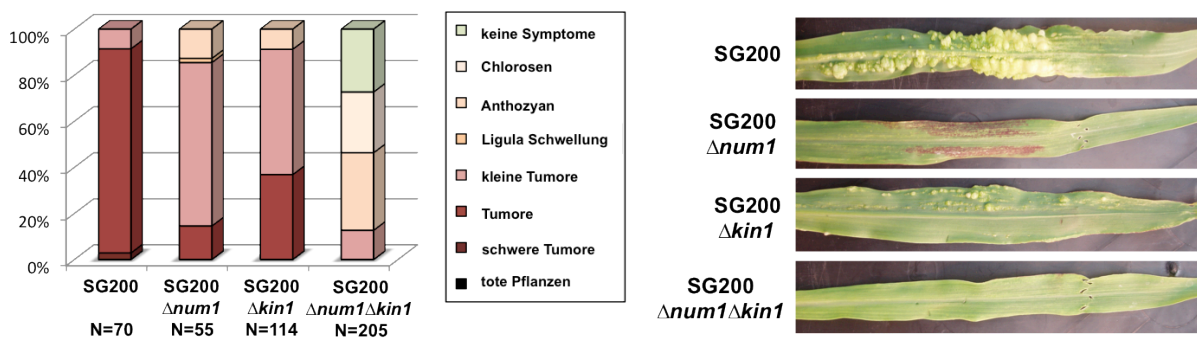 100%
80%
60%
40%
20%
0%
SG200
N=70
SG200
Δnum1
N=55
SG200
Δkin1
N=114
SG200
Δnum1Δkin1
N=205
keine Symptome
Chlorosen
Anthozyan
Ligula Schwellung
kleine Tumore
Tumore
schwere Tumore
tote Pflanzen
SG200
SG200
Δnum1
SG200
Δkin1
SG200
Δnum1Δkin1